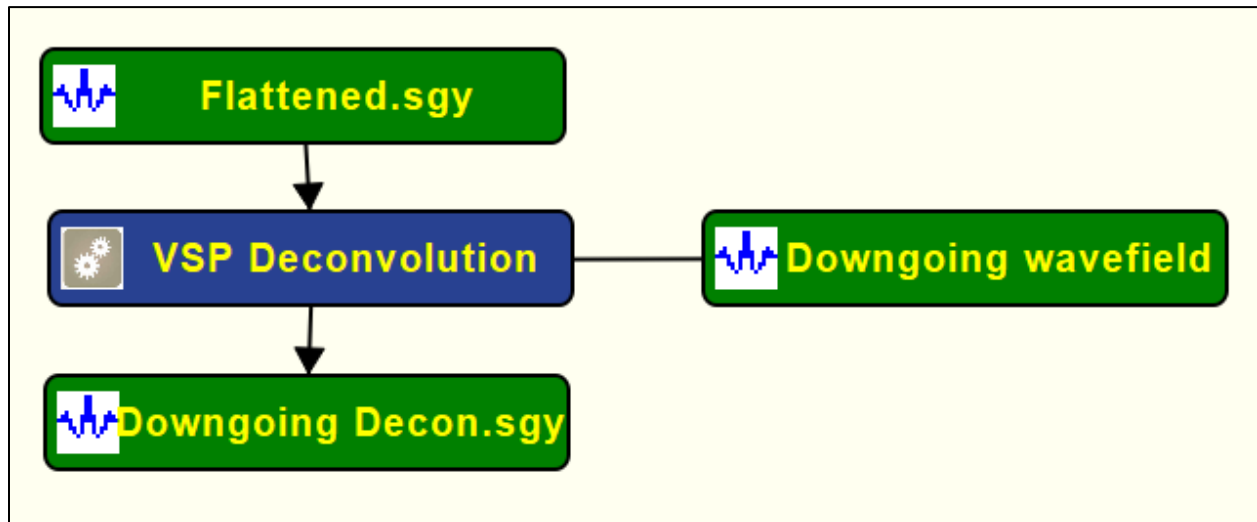 Flattened.sgy
VSP Deconvolution
Downgoing wavefield
Downgoing Decon.sgy